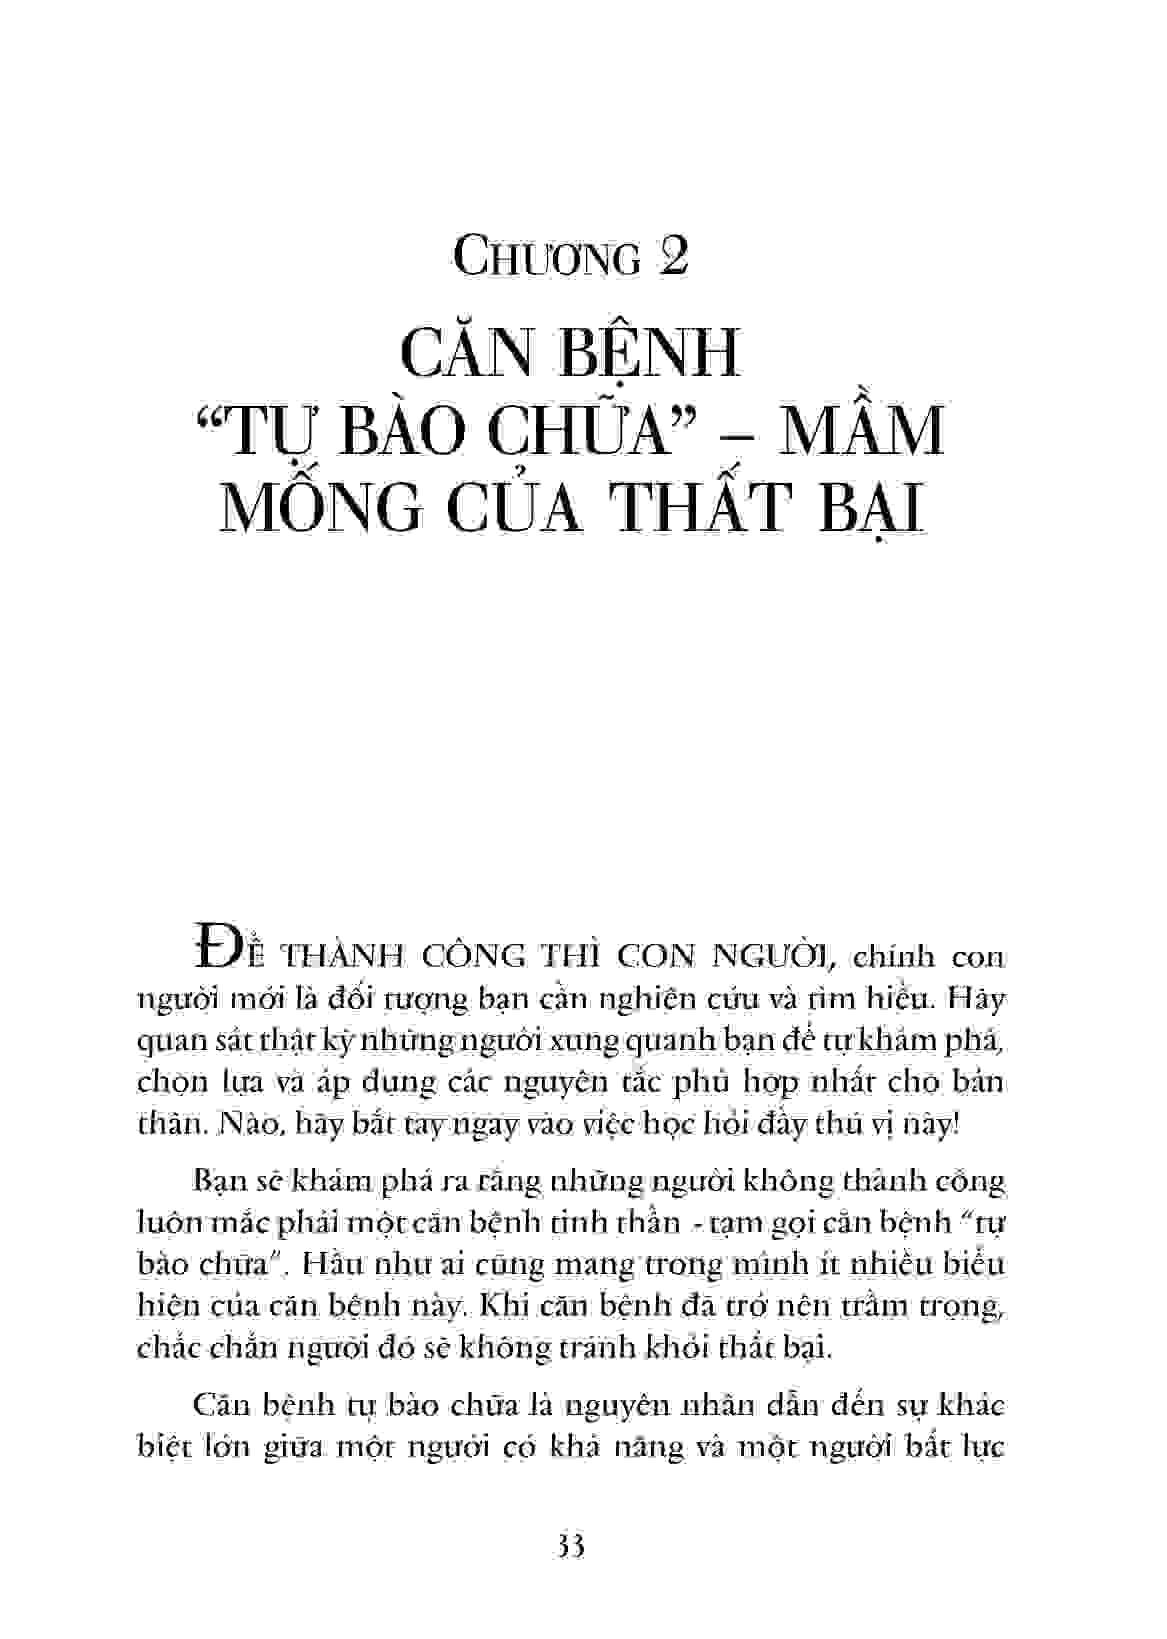 CHƯƠNG 2
CĂN BỆNH
“TỰ BÀO CHỮA” – MẦM
MỐNG CỦA THẤT BẠI
ĐỂ THÀNH CÔNG THÌ CON NGƯỜI, chính con
người mới là đối tượng bạn cần nghiên cứu và tìm hiểu. Hãy
quan sát thật kỹ những người xung quanh bạn để tự khám phá,
chọn lựa và áp dụng các nguyên tắc phù hợp nhất cho bản
thân. Nào, hãy bắt tay ngay vào việc học hỏi đầy thú vị này!
Bạn sẽ khám phá ra rằng những người không thành công
luôn mắc phải một căn bệnh tinh thần - tạm gọi căn bệnh “tự
bào chữa”. Hầu như ai cũng mang trong mình ít nhiều biểu
hiện của căn bệnh này. Khi căn bệnh đã trở nên trầm trọng,
chắc chắn người đó sẽ không tránh khỏi thất bại.
Căn bệnh tự bào chữa là nguyên nhân dẫn đến sự khác
biệt lớn giữa một người có khả năng và một người bất lực
33